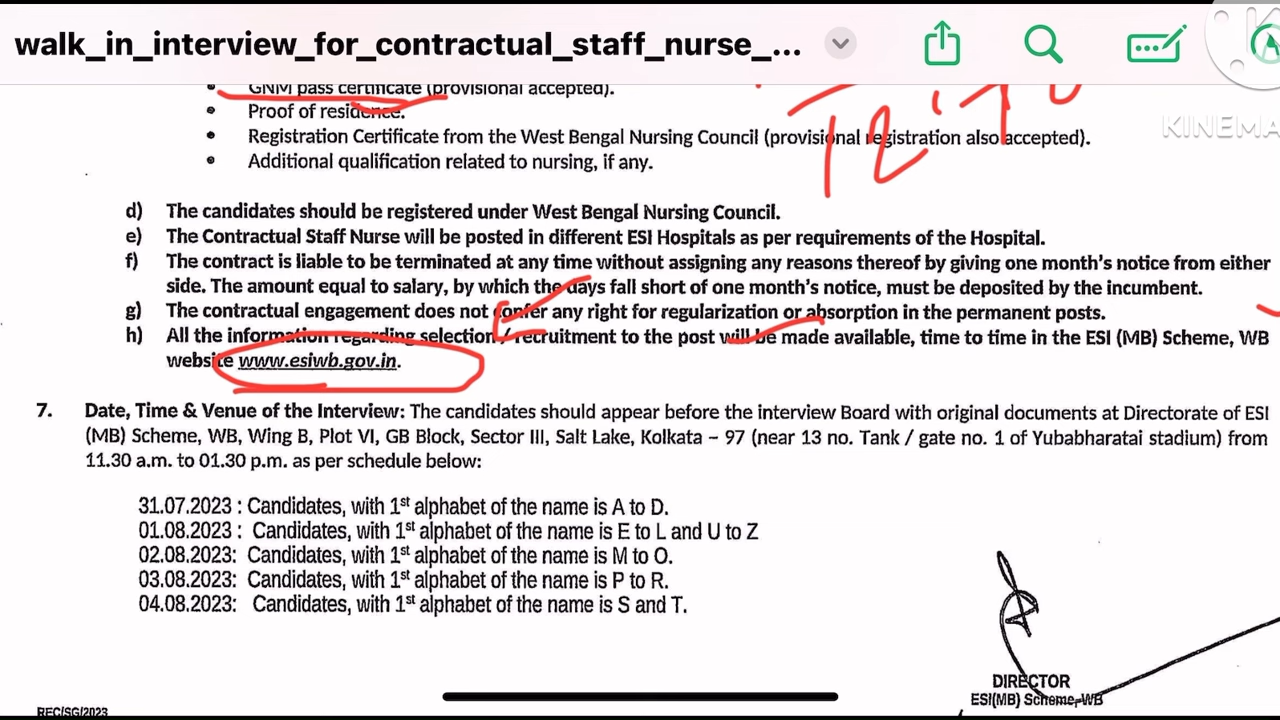 walk_in_interview_for_contractual_staff_nurse_...
KINEMA
• GNM pass certificate (provisional accepted).
• Proof of residence.
• Registration Certificate from the West Bengal Nursing Council (provisional registration also accepted).
• Additional qualification related to nursing, if any.
d) The candidates should be registered under West Bengal Nursing Council.
e) The Contractual Staff Nurse will be posted in different ESI Hospitals as per requirements of the Hospital.
f) The contract is liable to be terminated at any time without assigning any reasons thereof by giving one month's notice from either
side. The amount equal to salary, by which the days fall short of one month's notice, must be deposited by the incumbent.
g) The contractual engagement does not confer any right for regularization or absorption in the permanent posts.
h) All the information regarding selection / recruitment to the post will be made available, time to time in the ESI (MB) Scheme, WB
website www.esiwb.gov.in.
7. Date, Time & Venue of the Interview: The candidates should appear before the interview Board with original documents at Directorate of ESI
(MB) Scheme, WB, Wing B, Plot VI, GB Block, Sector III, Salt Lake, Kolkata – 97 (near 13 no. Tank / gate no. 1 of Yubabharatai stadium) from
11.30 a.m. to 01.30 p.m. as per schedule below:
31.07.2023 : Candidates, with 1st alphabet of the name is A to D.
01.08.2023 : Candidates, with 1st alphabet of the name is E to L and U to Z
02.08.2023: Candidates, with 1st alphabet of the name is M to O.
03.08.2023: Candidates, with 1st alphabet of the name is P to R.
04.08.2023: Candidates, with 1st alphabet of the name is S and T.
DIRECTOR
ESI(MB) Scheme, WB
REC/SG/2023